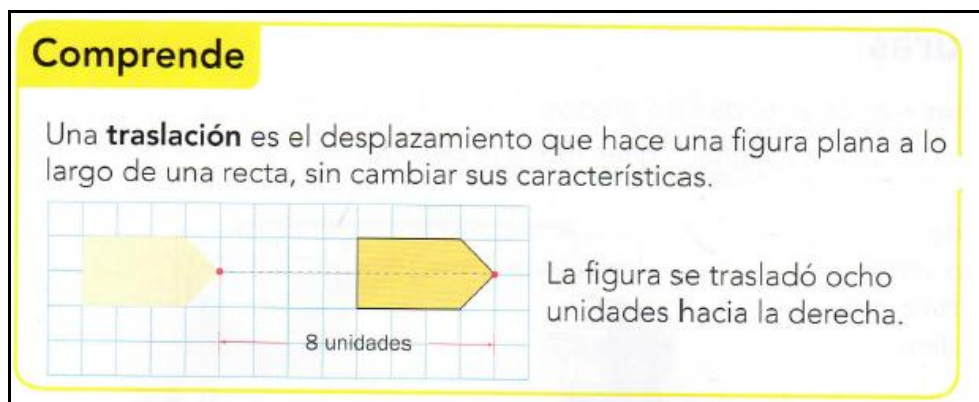 Comprende
Una traslación es el desplazamiento que hace una figura plana a lo
largo de una recta, sin cambiar sus características.
La figura se trasladó ocho
unidades hacia la derecha.
8 unidades